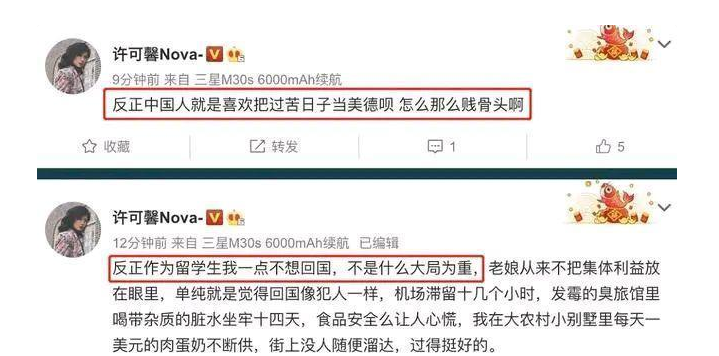 许可馨Nova-
9分钟前 来自 三星M30s 6000mAh续航
反正中国人就是喜欢把过苦日子当美德呗 怎么那么贱骨头啊
收藏 转发 1 5
许可馨Nova-
12分钟前 来自 三星M30s 6000mAh续航 已编辑
反正作为留学生我一点不想回国，不是什么大局为重，老娘从来不把集体利益放
在眼里，单纯就是觉得回国像犯人一样，机场滞留十几个小时，发霉的臭旅馆里
喝带杂质的脏水坐牢十四天，食品安全么让人心慌，我在大农村小别墅里每天一
美元的肉蛋奶不断供，街上没人随便溜达，过得挺好的。